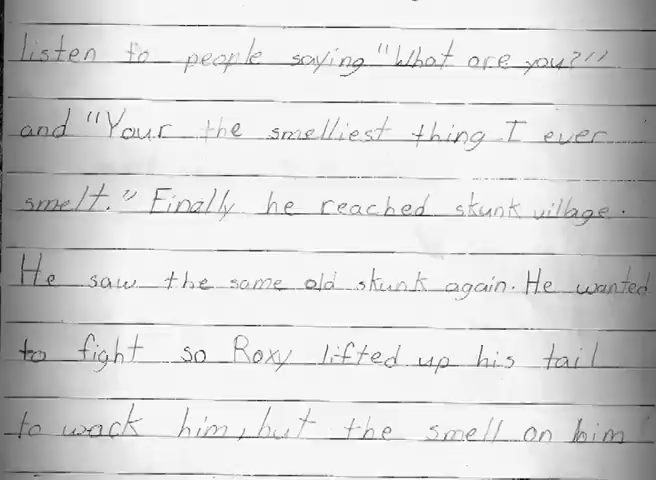 listen to people saying "What are you?"
and "Your the smelliest thing I ever
smelt." Finally he reached skunk village.
He saw the same old skunk again. He wanted
to fight so Roxy lifted up his tail
to wack him, but the smell on him